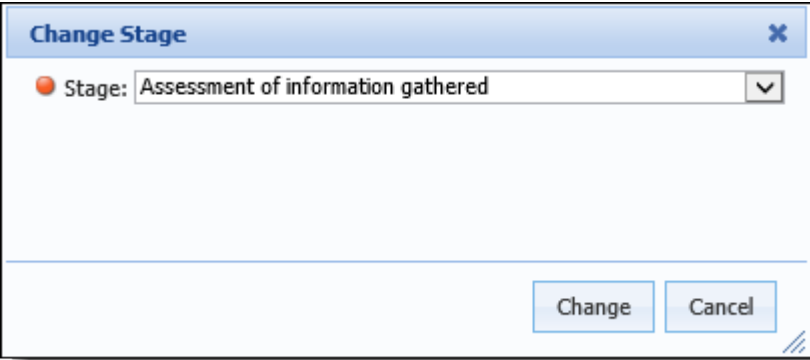 Change Stage
Stage: Assessment of information gathered
Change Cancel